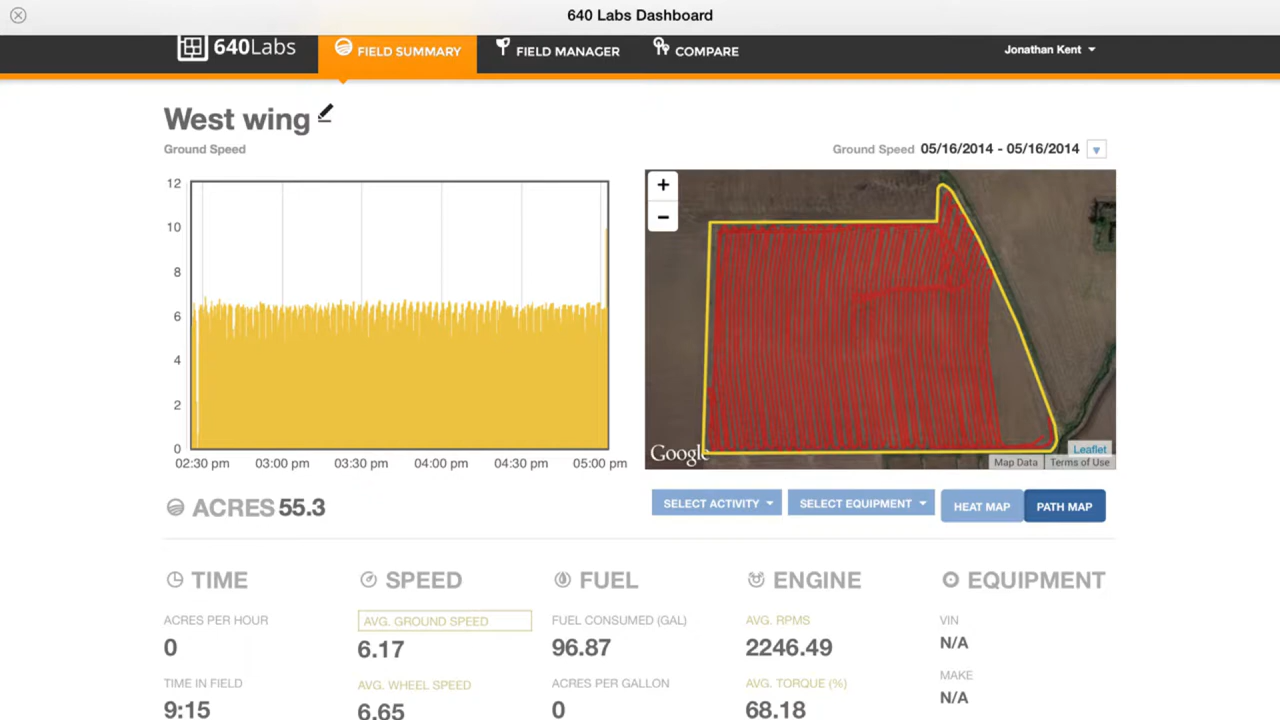 640 Labs Dashboard
640Labs
FIELD SUMMARY
FIELD MANAGER
COMPARE
Jonathan Kent
West wing
Ground Speed
Ground Speed 05/16/2014 - 05/16/2014
12
10
8
6
4
2
0
02:30 pm 03:00 pm 03:30 pm 04:00 pm 04:30 pm 05:00 pm
+
−
Google
Leaflet
Map Data Terms of Use
ACRES 55.3
SELECT ACTIVITY
SELECT EQUIPMENT
HEAT MAP
PATH MAP
TIME
ACRES PER HOUR
0
TIME IN FIELD
9:15
SPEED
AVG. GROUND SPEED
6.17
AVG. WHEEL SPEED
6.65
FUEL
FUEL CONSUMED (GAL)
96.87
ACRES PER GALLON
0
ENGINE
AVG. RPMS
2246.49
AVG. TORQUE (%)
68.18
EQUIPMENT
VIN
N/A
MAKE
N/A